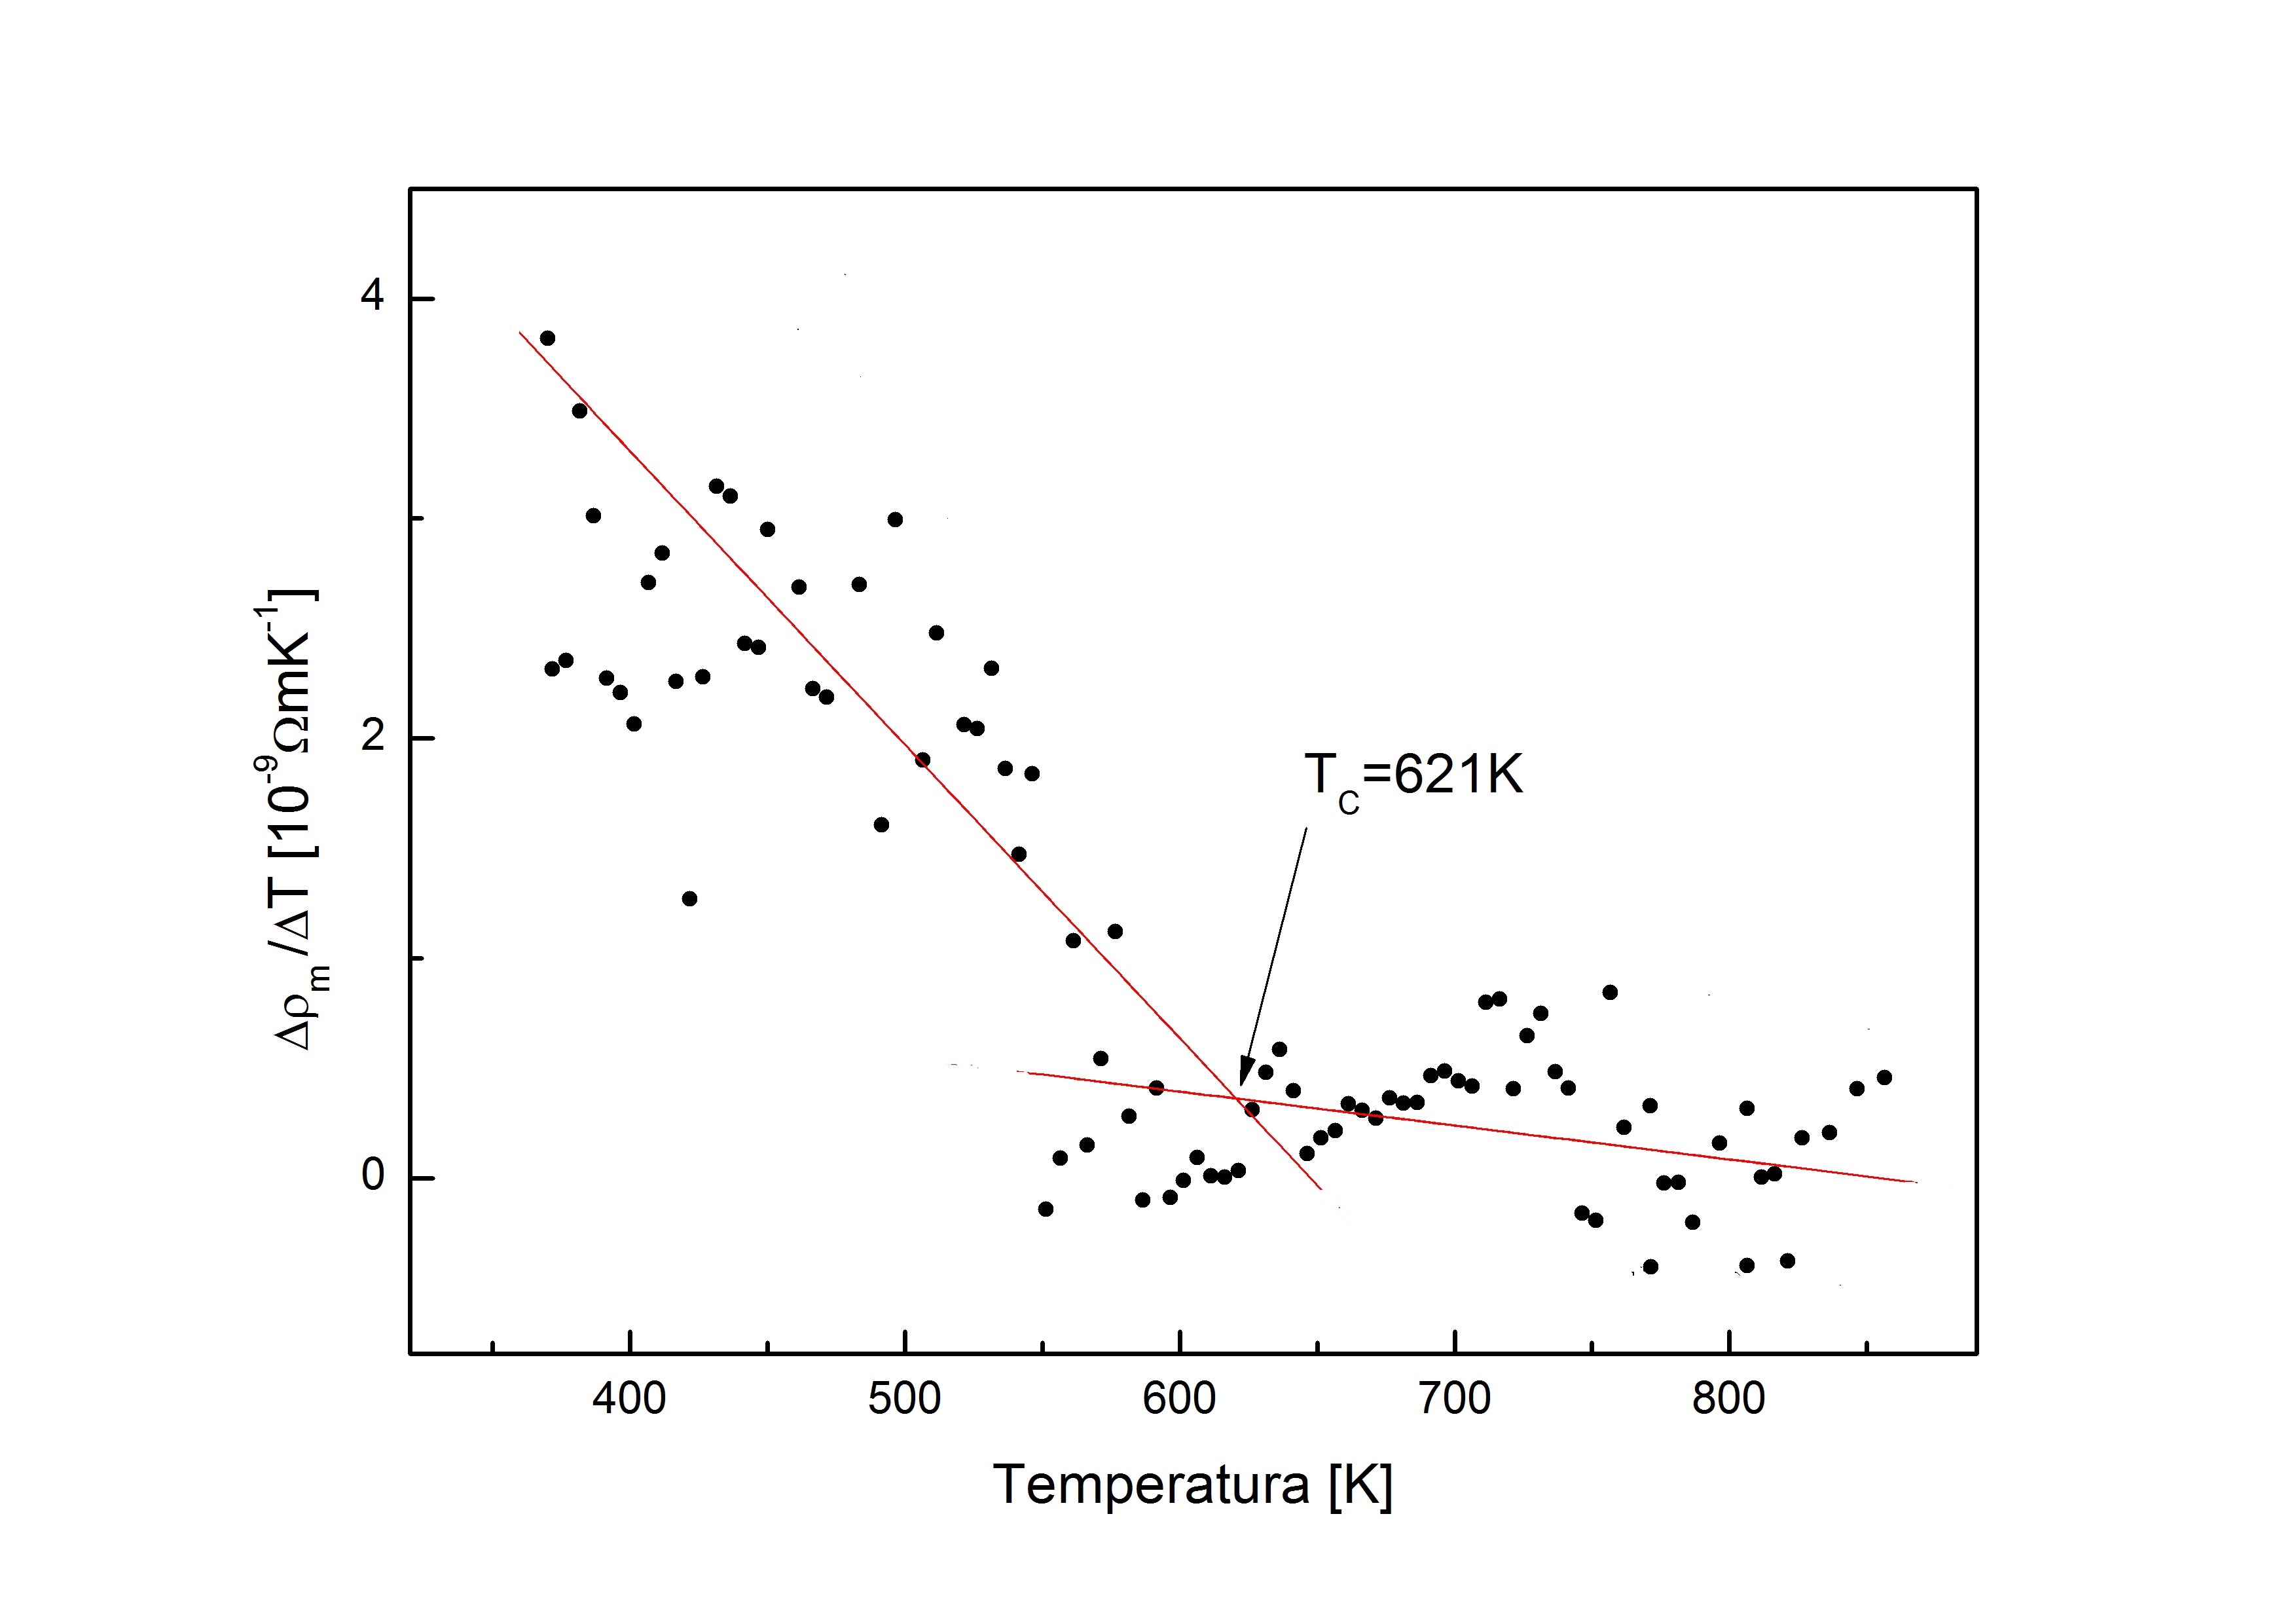 4
2
0
Δρm/ΔT [10-9ΩmK-1]
TC=621K
400 500 600 700 800
Temperatura [K]